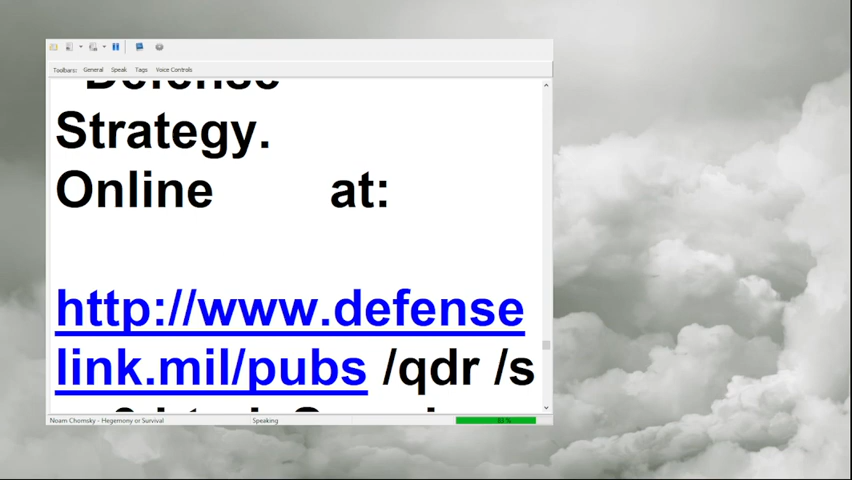 Toolbars: General Speak Tags Voice Controls
Defense
Strategy.
Online at:
http://www.defense
link.mil/pubs /qdr /s
Noam Chomsky - Hegemony or Survival Speaking